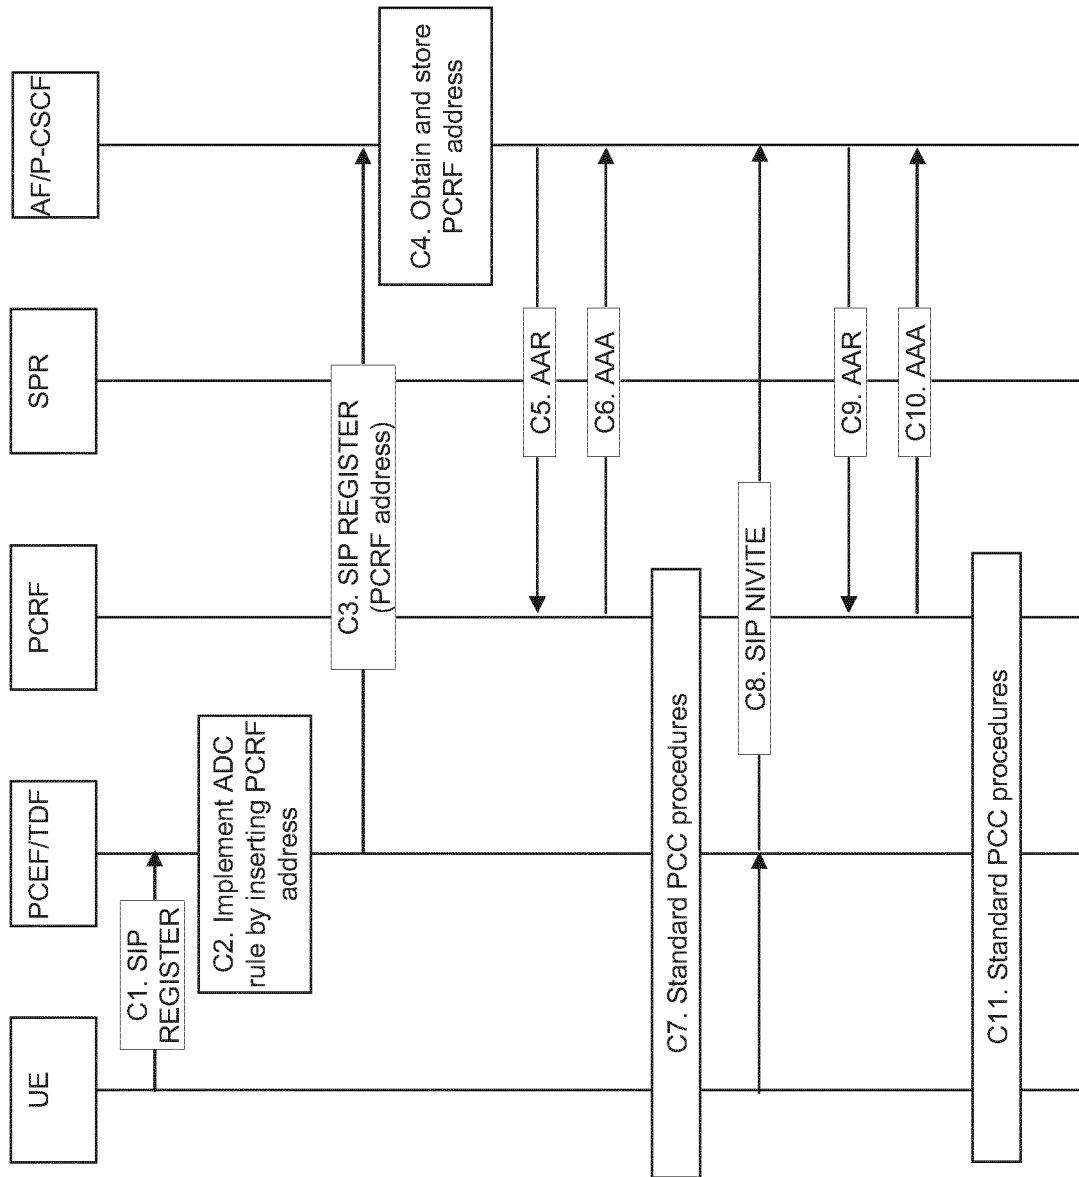 UE
PCEF/TDF
PCRF
SPR
AF/P-CSCF
C1. SIP
REGISTER
C2. Implement ADC
rule by inserting PCRF
address
C3. SIP REGISTER
(PCRF address)
C4. Obtain and store
PCRF address
C5. AAR
C6. AAA
C7. Standard PCC procedures
C8. SIP NIVITE
C9. AAR
C10. AAA
C11. Standard PCC procedures